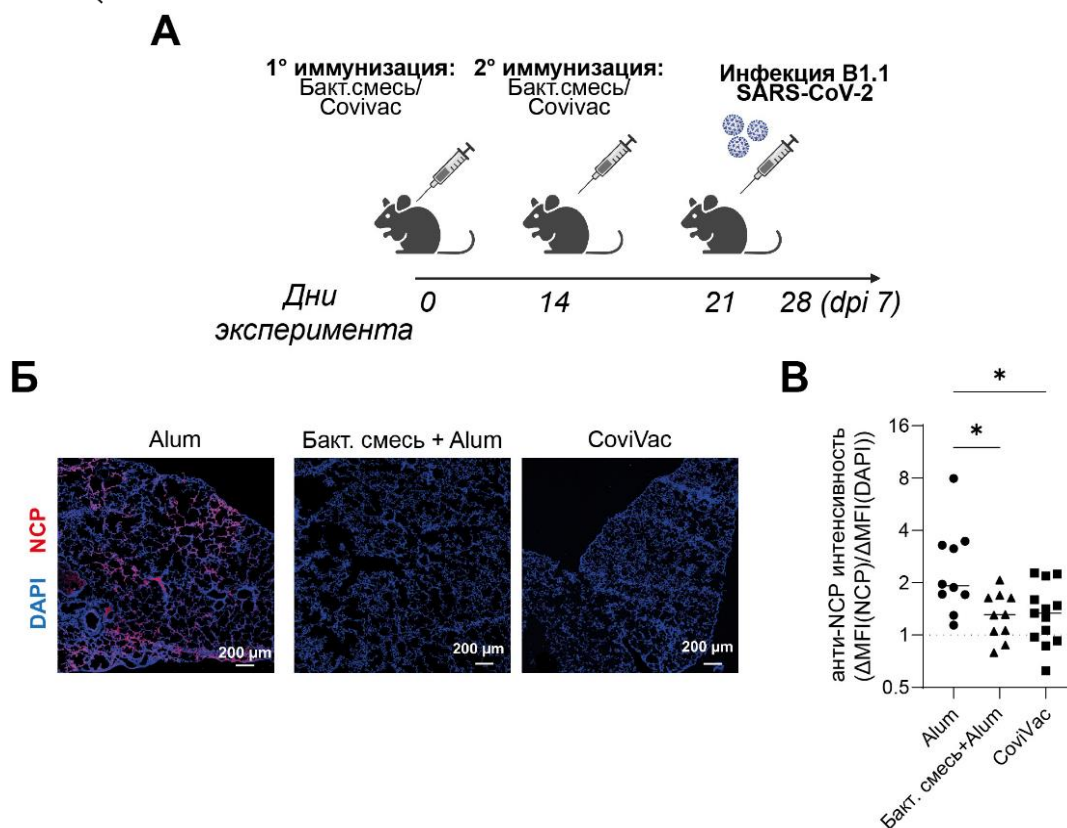 А
1° иммунизация:
Бакт.смесь/
Covivac
2° иммунизация:
Бакт.смесь/
Covivac
Инфекция B1.1
SARS-CoV-2
Дни
эксперимента
0
14
21
28 (dpi 7)
Б
Alum
Бакт. смесь + Alum
CoviVac
DAPI NCP
200 µm
200 µm
200 µm
В
*
*
анти-NCP интенсивность
(ΔMFI(NCP)/ΔMFI(DAPI))
16
8
4
2
1
0.5
Alum
Бакт. смесь+Alum
CoviVac